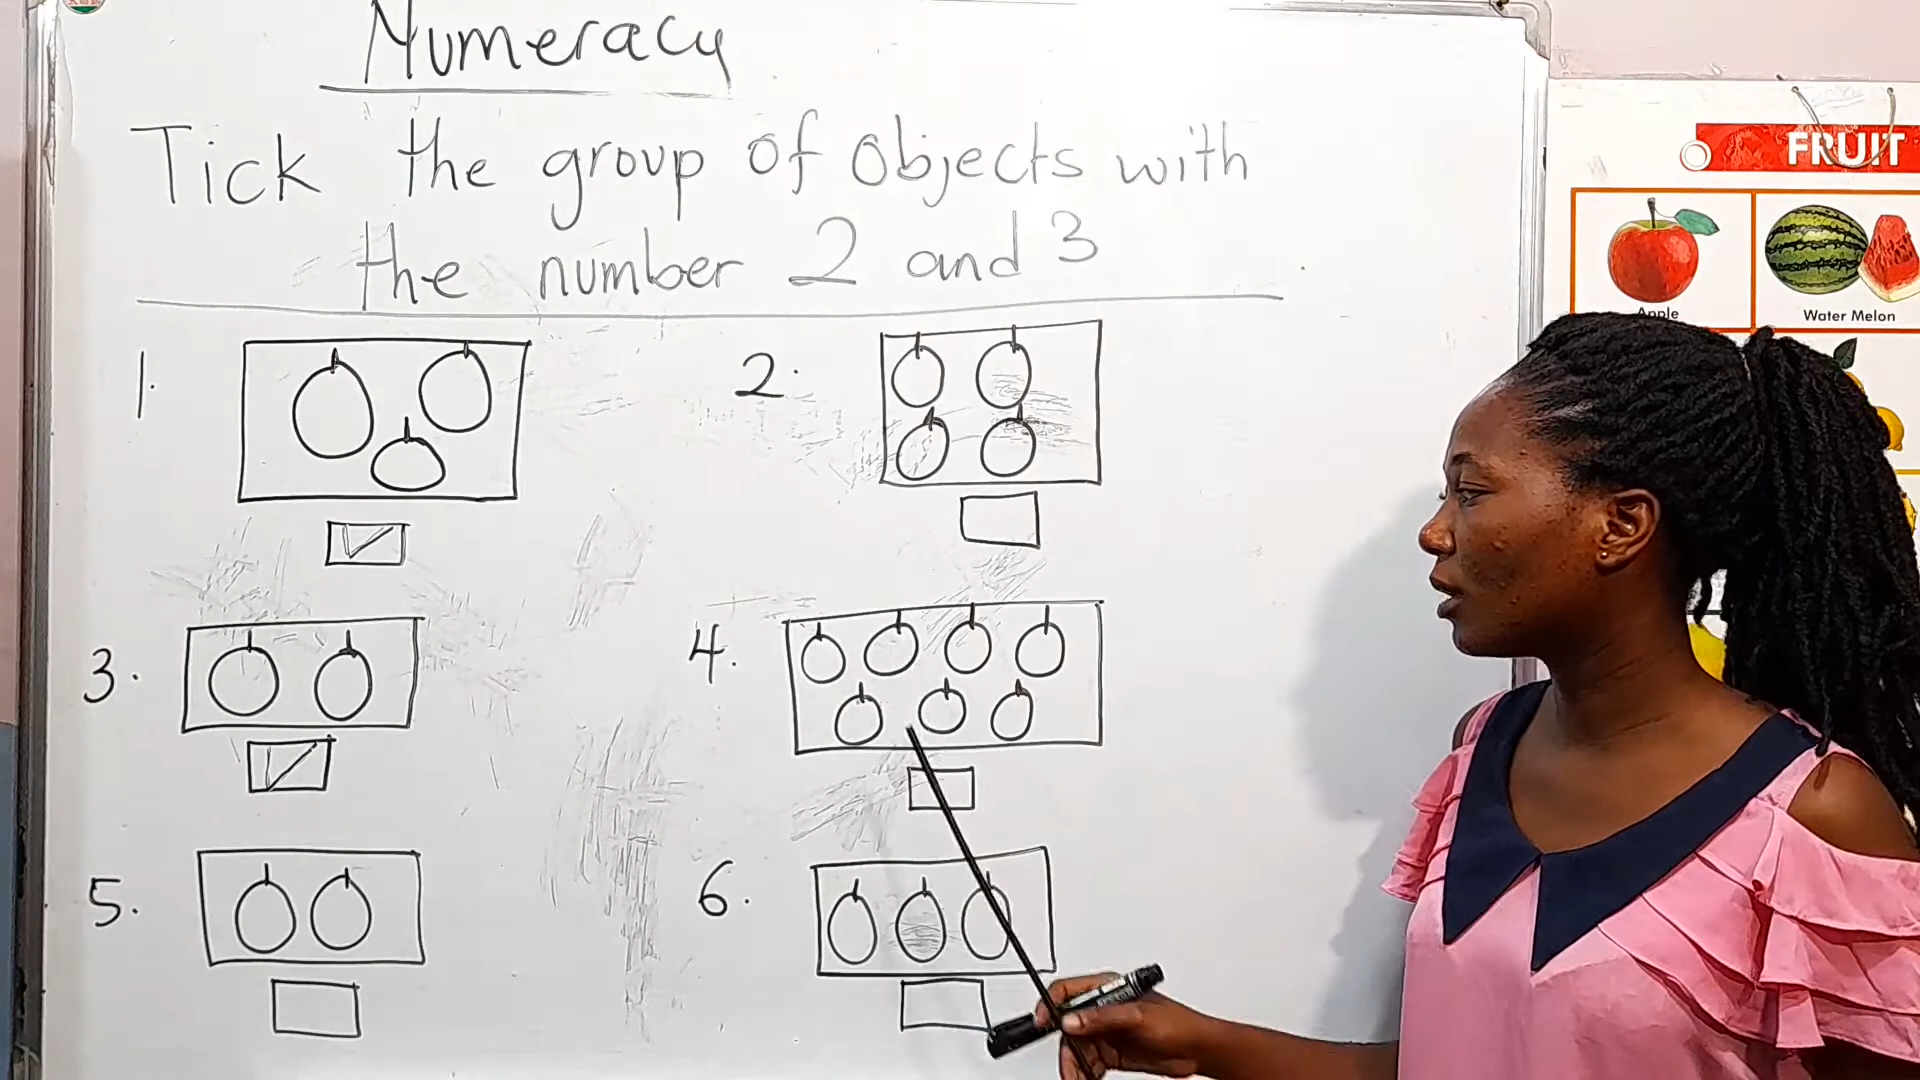 Numeracy
Tick the group of Objects with
the number 2 and 3
1.
2.
3.
4.
5.
6.
FRUIT
Apple
Water Melon